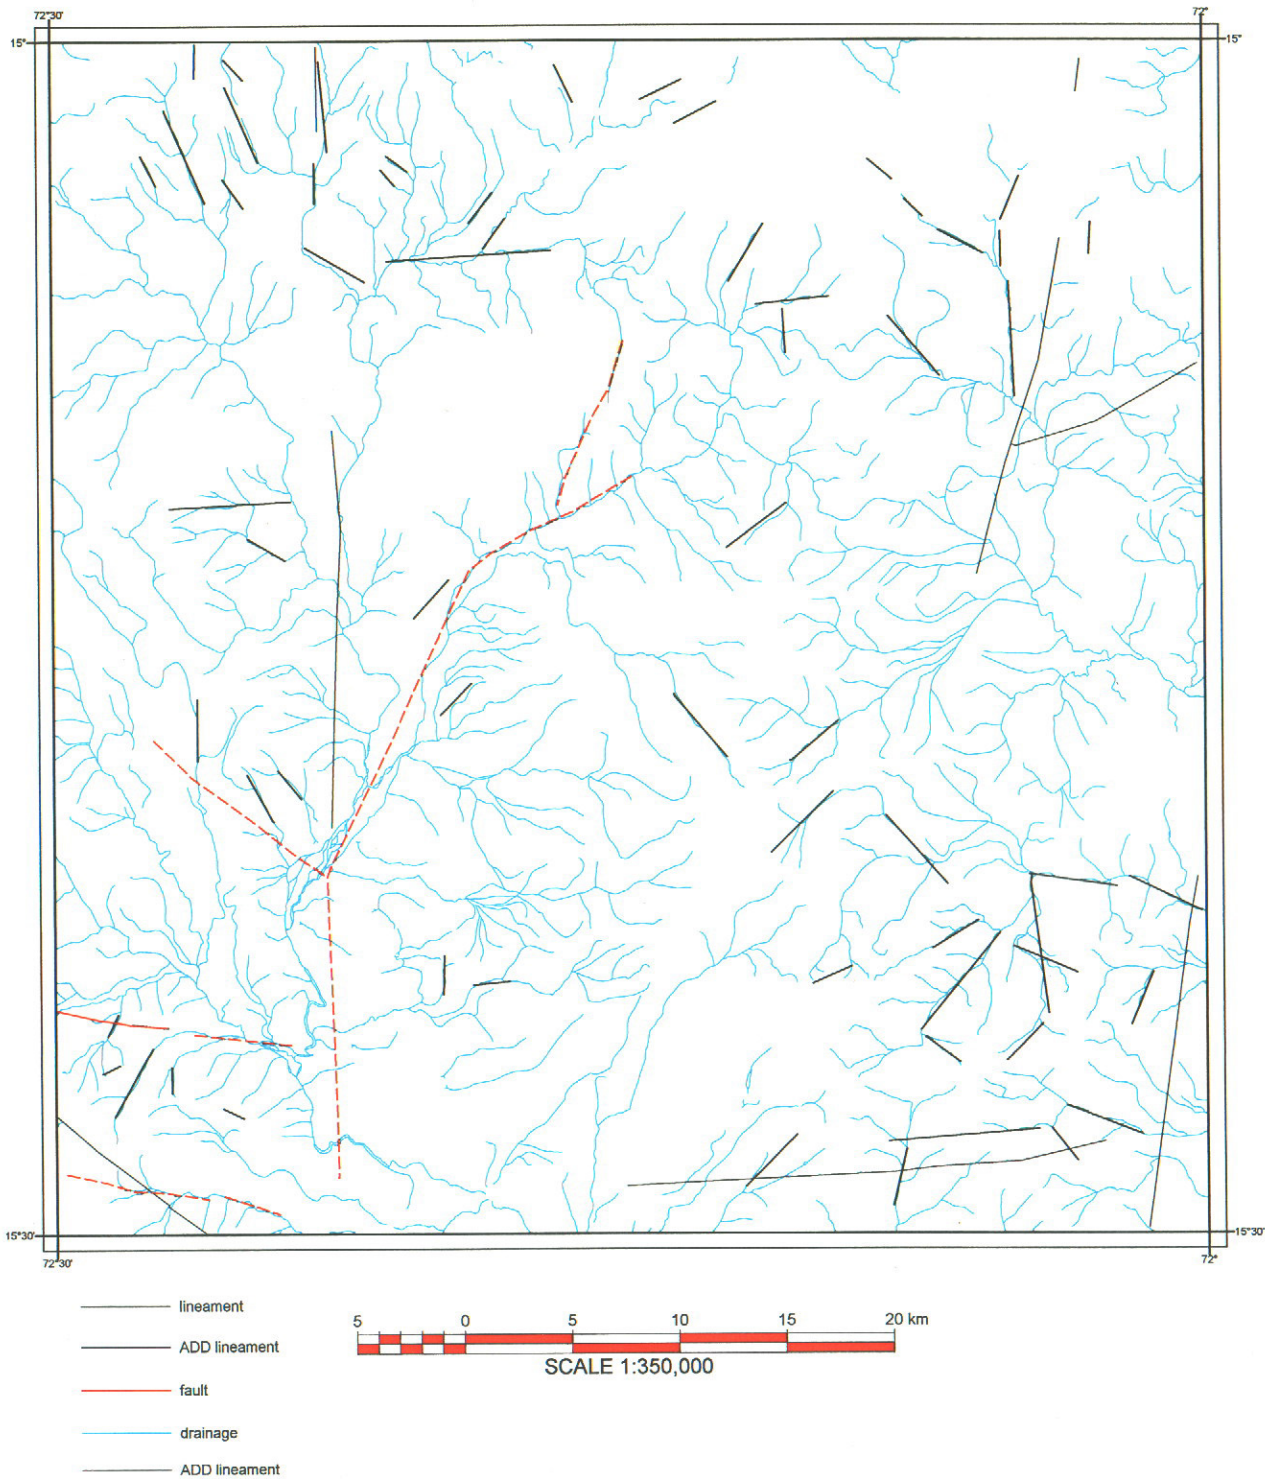 72°30' 72°
15° 15°
15°30' 15°30'
72°30' 72°
lineament
ADD lineament
fault
drainage
ADD lineament
5 0 5 10 15 20 km
SCALE 1:350,000